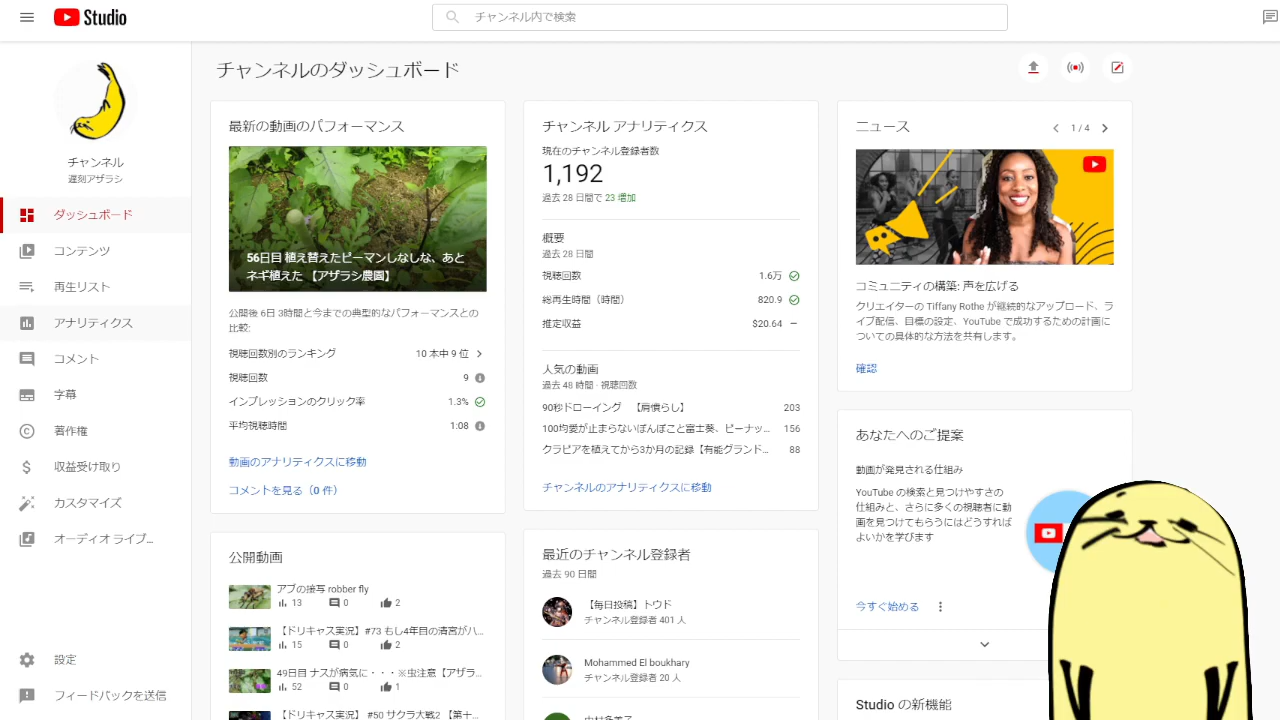 Studio
チャンネル内で検索
チャンネル
遅刻アザラシ
ダッシュボード
コンテンツ
再生リスト
アナリティクス
コメント
字幕
著作権
収益受け取り
カスタマイズ
オーディオ ライブ...
設定
フィードバックを送信
チャンネルのダッシュボード
最新の動画のパフォーマンス
56日目 植え替えたピーマンしなしな、あと
ネギ植えた 【アザラシ農園】
公開後 6日 3時間と今までの典型的なパフォーマンスとの
比較:
視聴回数別のランキング 10 本中 9 位
視聴回数 9
インプレッションのクリック率 1.3%
平均視聴時間 1:08
動画のアナリティクスに移動
コメントを見る（0 件）
公開動画
アブの接写 robber fly
13 0 2
【ドリキャス実況】#73 もし4年目の清宮がハ...
15 0 2
49日目 ナスが病気に・・・※虫注意【アザラ...
52 0 1
【ドリキャス実況】 #50 サクラ大戦2 【第十...
チャンネル アナリティクス
現在のチャンネル登録者数
1,192
過去 28 日間で 23 増加
概要
過去 28 日間
視聴回数 1.6万
総再生時間（時間） 820.9
推定収益 $20.64
人気の動画
過去 48 時間 · 視聴回数
90秒ドローイング 【肩慣らし】 203
100均愛が止まらないぽんぽこと富士葵、ピーナッ... 156
クラピアを植えてから3か月の記録【有能グランド... 88
チャンネルのアナリティクスに移動
最近のチャンネル登録者
過去 90 日間
【毎日投稿】トウド
チャンネル登録者 401 人
Mohammed El boukhary
チャンネル登録者 20 人
ニュース
1 / 4
コミュニティの構築: 声を広げる
クリエイターの Tiffany Rothe が継続的なアップロード、ラ
イブ配信、目標の設定、YouTube で成功するための計画に
ついての具体的な方法を共有します。
確認
あなたへのご提案
動画が発見される仕組み
YouTube の検索と見つけやすさの
仕組みと、さらに多くの視聴者に動
画を見つけてもらうにはどうすれば
よいかを学びます
今すぐ始める
Studio の新機能